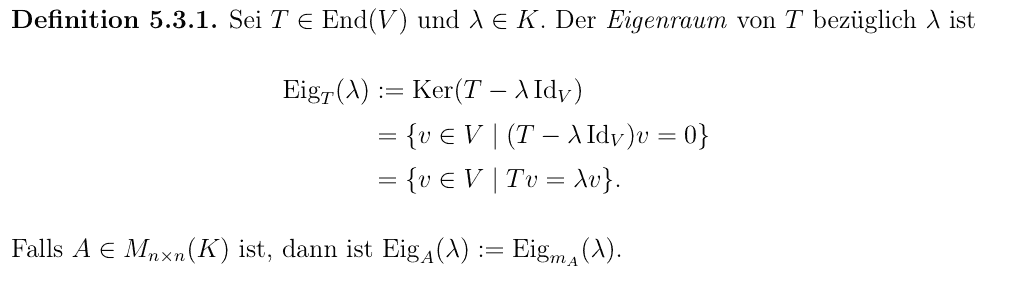 Definition 5.3.1. Sei T ∈ End(V) und λ ∈ K. Der Eigenraum von T bezüglich λ ist
Eig_T(λ) := Ker(T − λ Id_V)
= {v ∈ V | (T − λ Id_V)v = 0}
= {v ∈ V | Tv = λv}.
Falls A ∈ M_{n×n}(K) ist, dann ist Eig_A(λ) := Eig_{m_A}(λ).